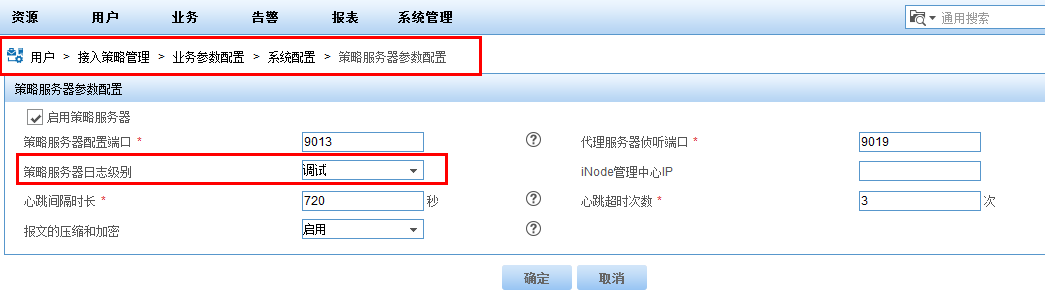 资源 用户 业务 告警 报表 系统管理 通用搜索
用户 > 接入策略管理 > 业务参数配置 > 系统配置 > 策略服务器参数配置
策略服务器参数配置
启用策略服务器
策略服务器配置端口 * 9013 代理服务器侦听端口 * 9019
策略服务器日志级别 调试 iNode管理中心IP
心跳间隔时长 * 720 秒 心跳超时次数 * 3 次
报文的压缩和加密 启用
确定 取消